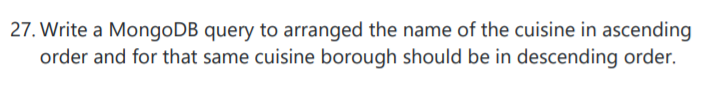 27. Write a MongoDB query to arranged the name of the cuisine in ascending
order and for that same cuisine borough should be in descending order.